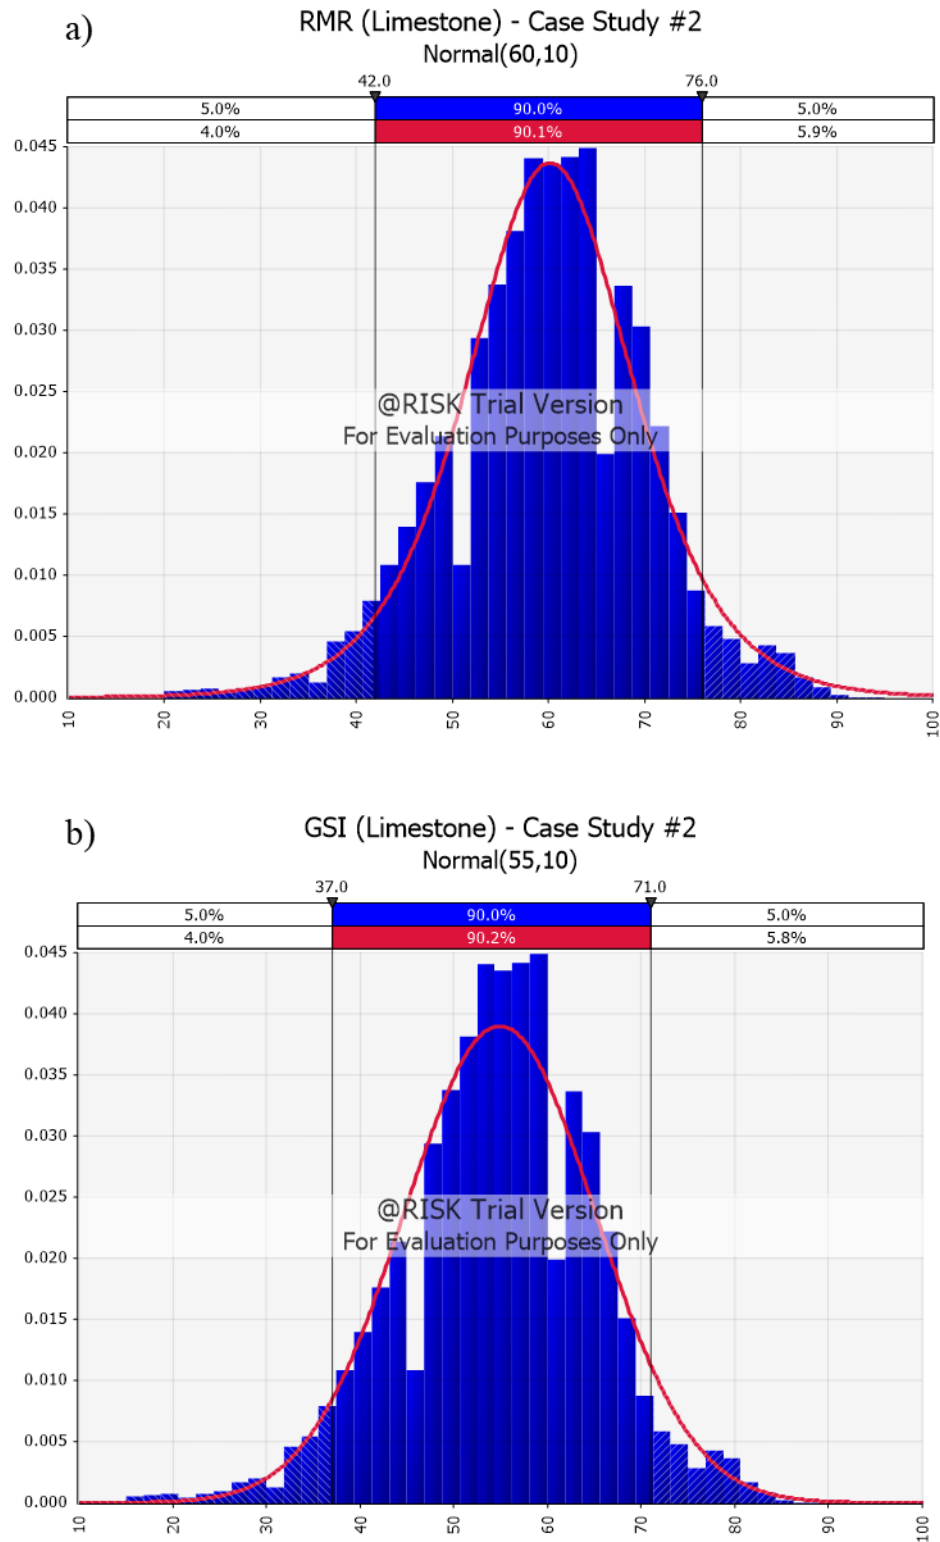 a)
RMR (Limestone) - Case Study #2
Normal(60,10)
42.0 76.0
5.0% 90.0% 5.0%
4.0% 90.1% 5.9%
0.045
0.040
0.035
0.030
0.025
@RISK Trial Version
For Evaluation Purposes Only
0.020
0.015
0.010
0.005
0.000
10 20 30 40 50 60 70 80 90 100
b)
GSI (Limestone) - Case Study #2
Normal(55,10)
37.0 71.0
5.0% 90.0% 5.0%
4.0% 90.2% 5.8%
0.045
0.040
0.035
0.030
0.025
@RISK Trial Version
For Evaluation Purposes Only
0.020
0.015
0.010
0.005
0.000
10 20 30 40 50 60 70 80 90 100